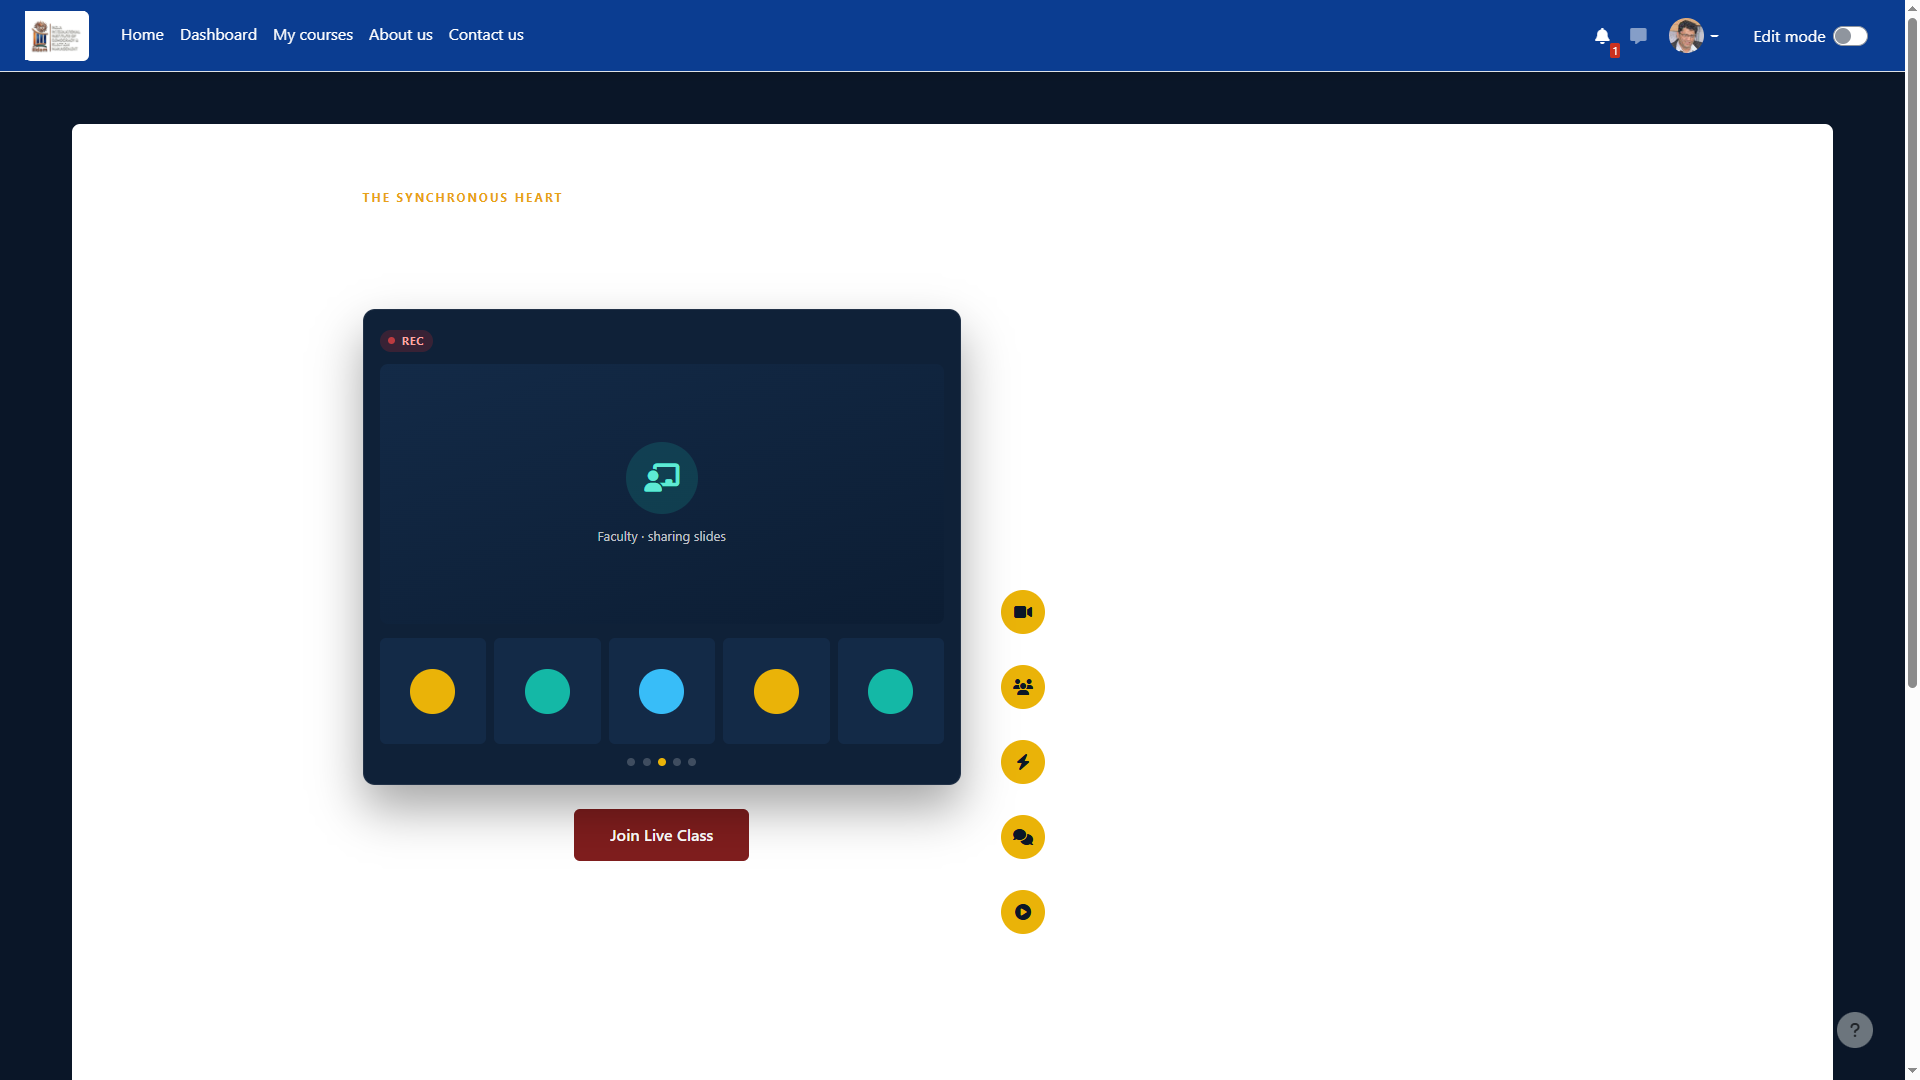 Home Dashboard My courses About us Contact us
1
Edit mode
THE SYNCHRONOUS HEART
REC
Faculty · sharing slides
Join Live Class
?